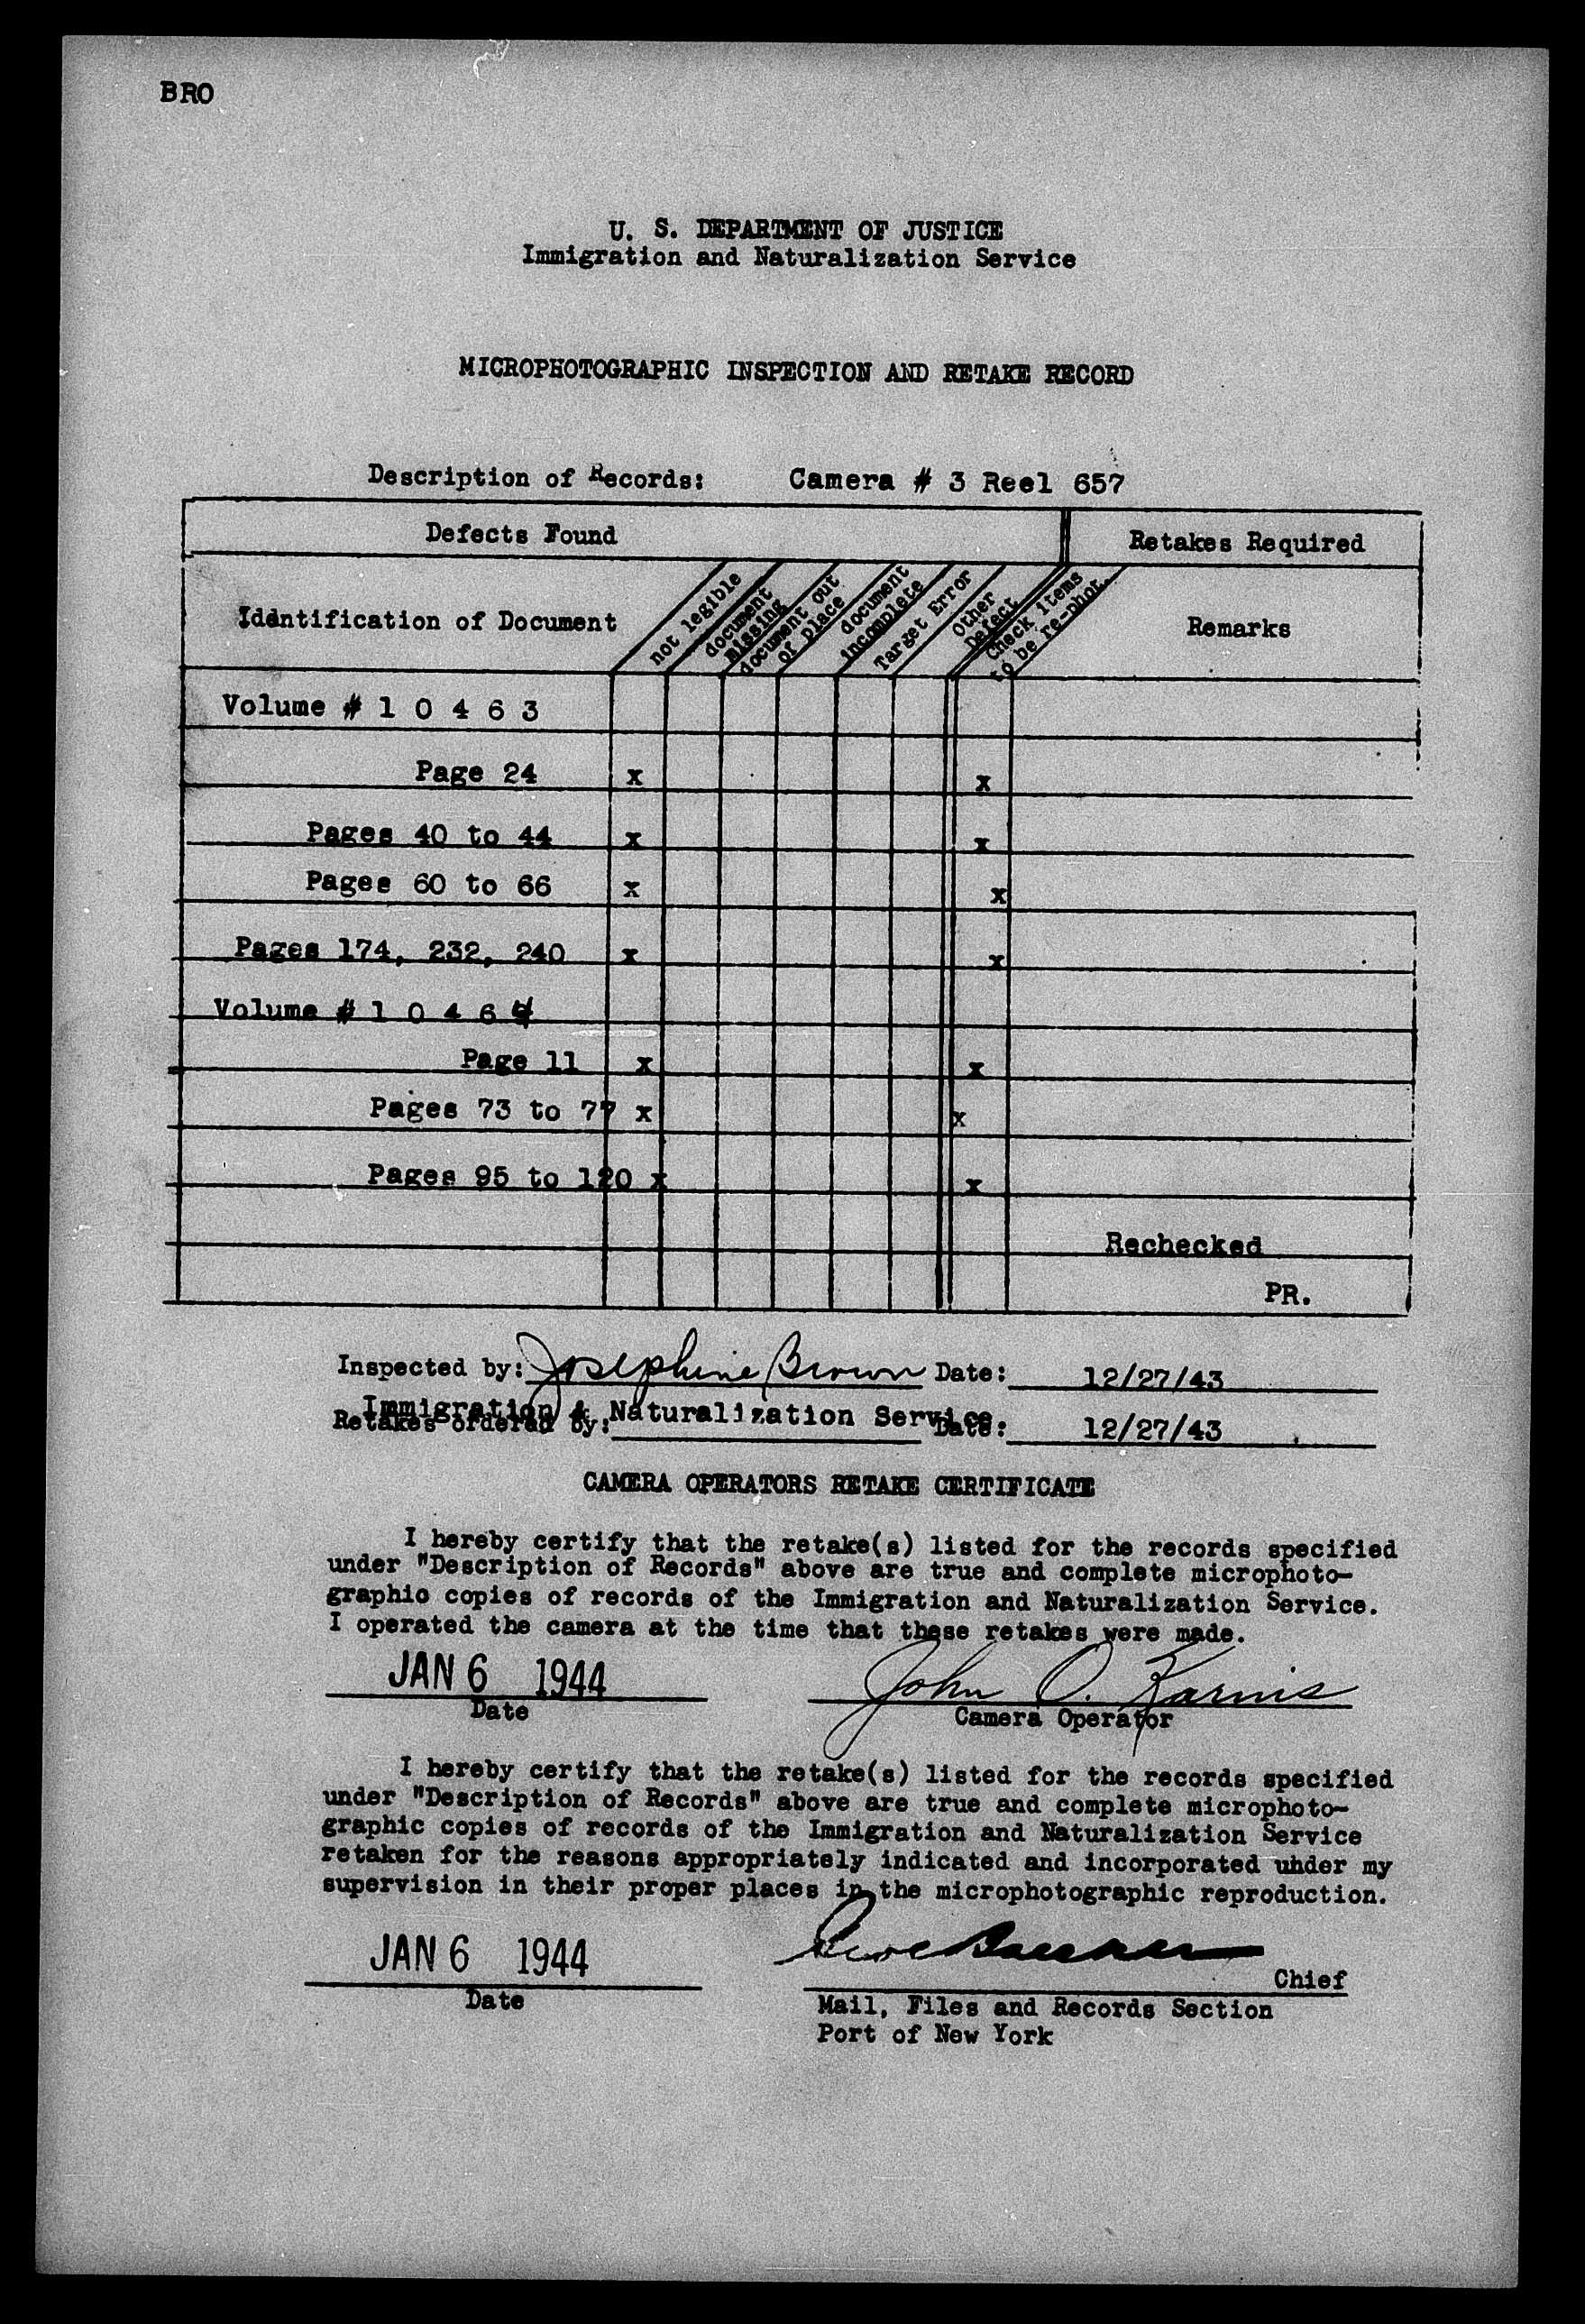 BRO
U. S. DEPARTMENT OF JUSTICE
Immigration and Naturalization Service
MICROPHOTOGRAPHIC INSPECTION AND RETAKE RECORD
Description of Records: Camera # 3 Reel 657
Defects Found Retakes Required
Identification of Document
not legible
document
missing
document out
of place
document
incomplete
Target Error
Other
Defect
Check items
to be re-phot.
Remarks
Volume # 1 0 4 6 3
Page 24 x x
Pages 40 to 44 x x
Pages 60 to 66 x x
Pages 174, 232, 240 x x
Volume # 1 0 4 6 4
Page 11 x x
Pages 73 to 77 x x
Pages 95 to 120 x x
Rechecked
PR.
Inspected by: Josephine Brown Date: 12/27/43
Immigration & Naturalization Service.
Retakes ordered by: Date: 12/27/43
CAMERA OPERATORS RETAKE CERTIFICATE
I hereby certify that the retake(s) listed for the records specified
under "Description of Records" above are true and complete microphoto-
graphic copies of records of the Immigration and Naturalization Service.
I operated the camera at the time that these retakes were made.
JAN 6 1944 John O. Karnis
Date Camera Operator
I hereby certify that the retake(s) listed for the records specified
under "Description of Records" above are true and complete microphoto-
graphic copies of records of the Immigration and Naturalization Service
retaken for the reasons appropriately indicated and incorporated under my
supervision in their proper places in the microphotographic reproduction.
JAN 6 1944
Chief
Date
Mail, Files and Records Section
Port of New York